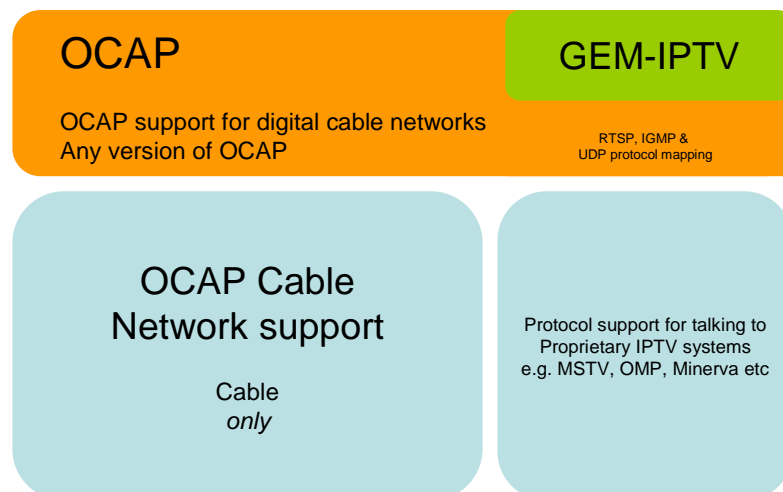 OCAP
OCAP support for digital cable networks
Any version of OCAP
GEM-IPTV
RTSP, IGMP &
UDP protocol mapping
OCAP Cable
Network support
Cable
only
Protocol support for talking to
Proprietary IPTV systems
e.g. MSTV, OMP, Minerva etc